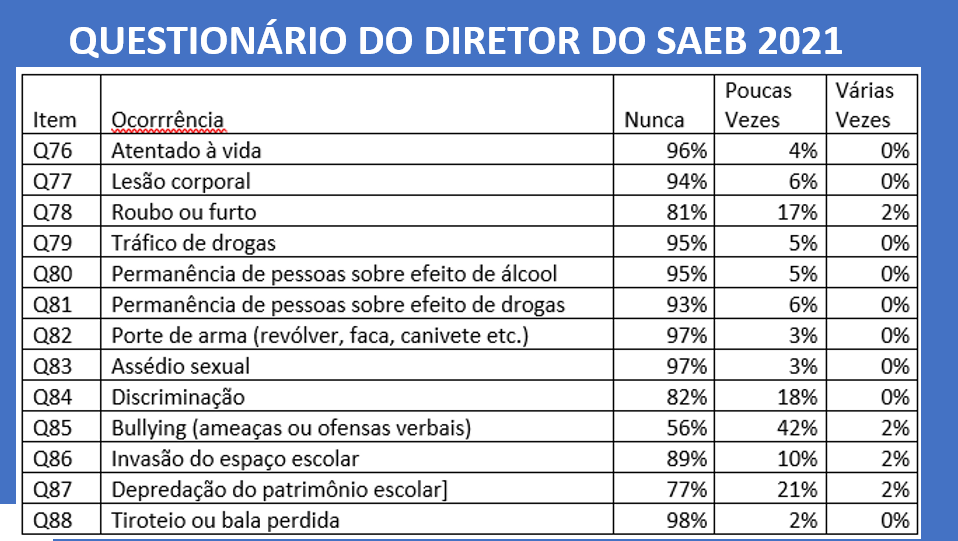 QUESTIONÁRIO DO DIRETOR DO SAEB 2021
Item Ocorrrência Nunca Poucas Vezes Várias Vezes
Q76 Atentado à vida 96% 4% 0%
Q77 Lesão corporal 94% 6% 0%
Q78 Roubo ou furto 81% 17% 2%
Q79 Tráfico de drogas 95% 5% 0%
Q80 Permanência de pessoas sobre efeito de álcool 95% 5% 0%
Q81 Permanência de pessoas sobre efeito de drogas 93% 6% 0%
Q82 Porte de arma (revólver, faca, canivete etc.) 97% 3% 0%
Q83 Assédio sexual 97% 3% 0%
Q84 Discriminação 82% 18% 0%
Q85 Bullying (ameaças ou ofensas verbais) 56% 42% 2%
Q86 Invasão do espaço escolar 89% 10% 2%
Q87 Depredação do patrimônio escolar] 77% 21% 2%
Q88 Tiroteio ou bala perdida 98% 2% 0%